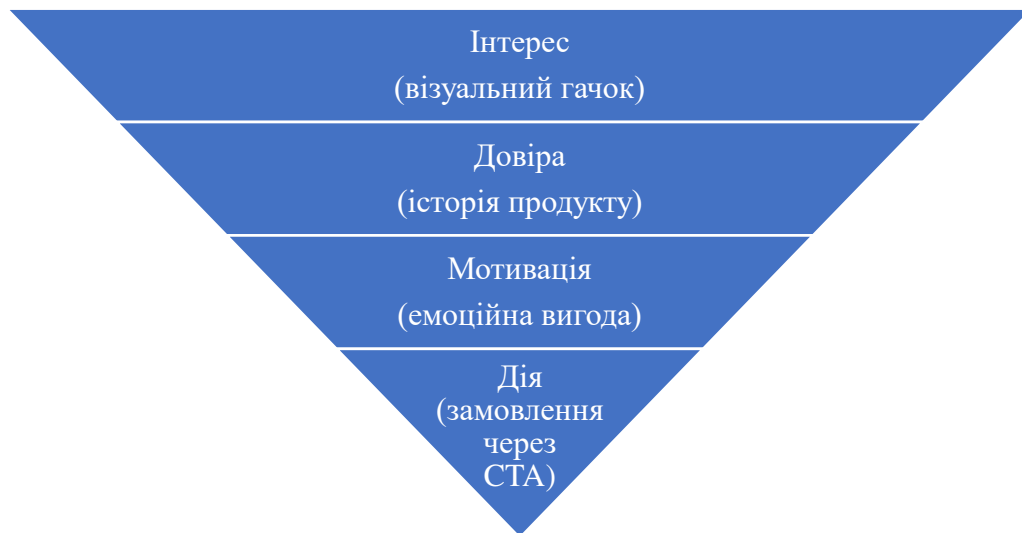 Інтерес
(візуальний гачок)
Довіра
(історія продукту)
Мотивація
(емоційна вигода)
Дія
(замовлення
через
СТА)